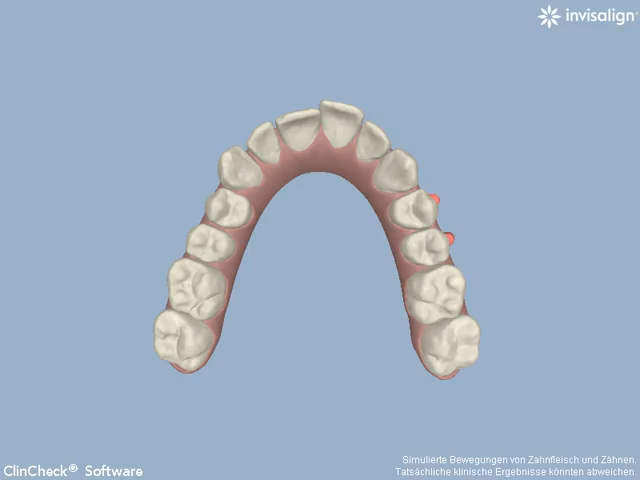 invisalign
Simulierte Bewegungen von Zahnfleisch und Zähnen.
ClinCheck® Software
Tatsächliche klinische Ergebnisse könnten abweichen.